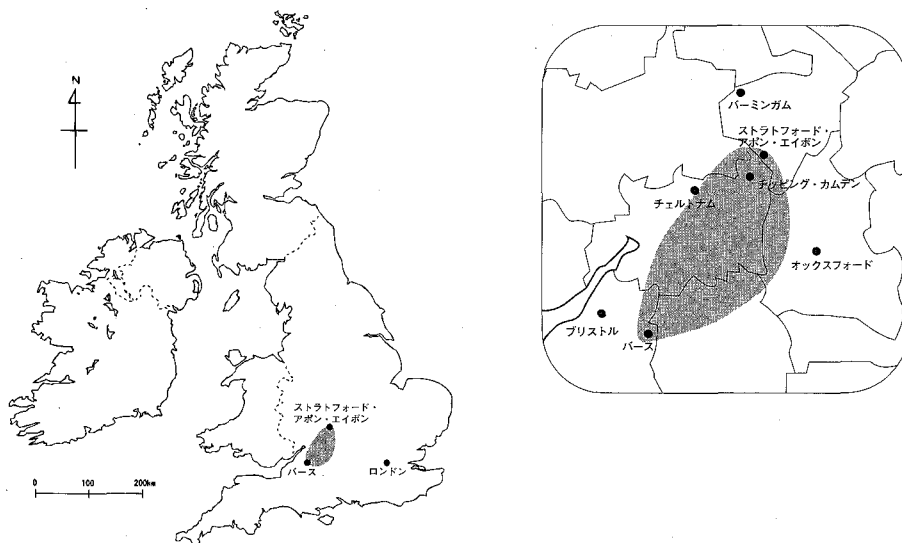 N
ストラトフォード・
アポン・エイボン
バース
ロンドン
0 100 200km
バーミンガム
ストラトフォード・
アポン・エイボン
チッピング・カムデン
チェルトナム
オックスフォード
ブリストル
バース